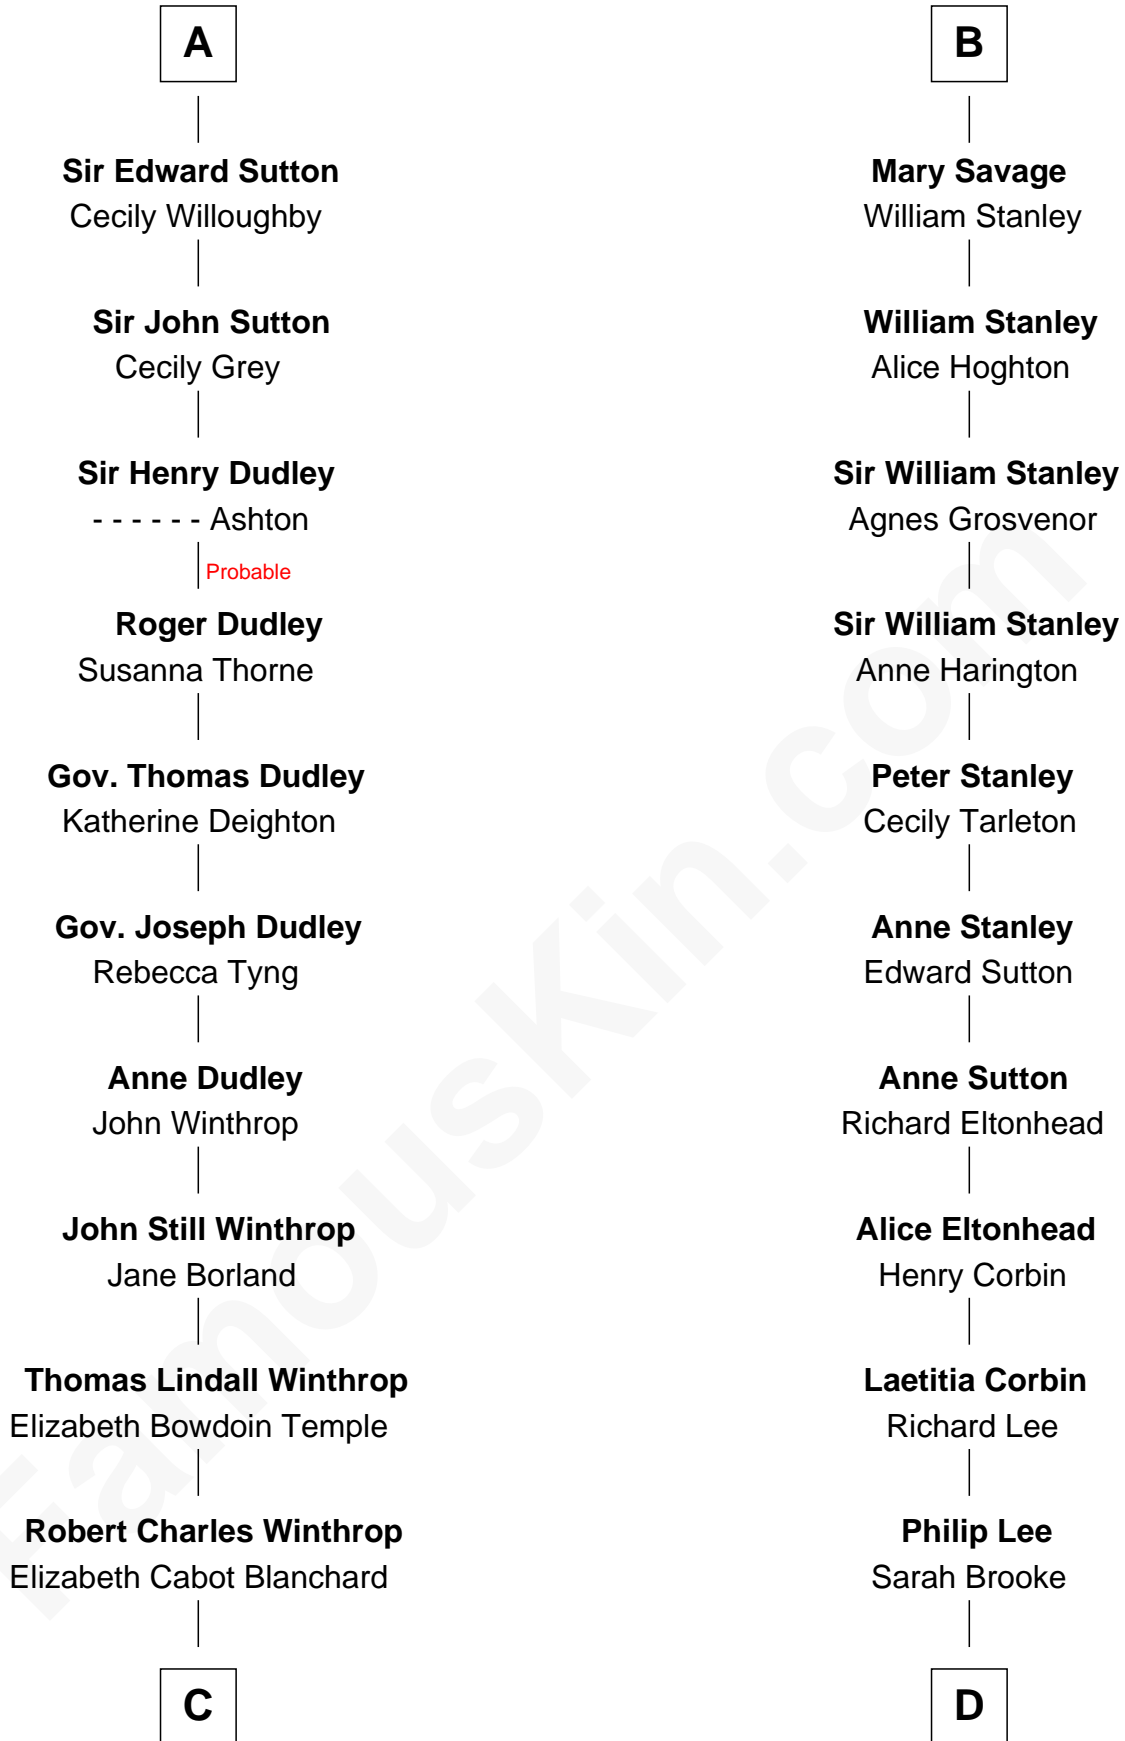 A
Sir Edward Sutton
Cecily Willoughby
Sir John Sutton
Cecily Grey
Sir Henry Dudley
- - - - - - Ashton
Probable
Roger Dudley
Susanna Thorne
Gov. Thomas Dudley
Katherine Deighton
Gov. Joseph Dudley
Rebecca Tyng
Anne Dudley
John Winthrop
John Still Winthrop
Jane Borland
Thomas Lindall Winthrop
Elizabeth Bowdoin Temple
Robert Charles Winthrop
Elizabeth Cabot Blanchard
C
B
Mary Savage
William Stanley
William Stanley
Alice Hoghton
Sir William Stanley
Agnes Grosvenor
Sir William Stanley
Anne Harington
Peter Stanley
Cecily Tarleton
Anne Stanley
Edward Sutton
Anne Sutton
Richard Eltonhead
Alice Eltonhead
Henry Corbin
Laetitia Corbin
Richard Lee
Philip Lee
Sarah Brooke
D
FamousKin.com